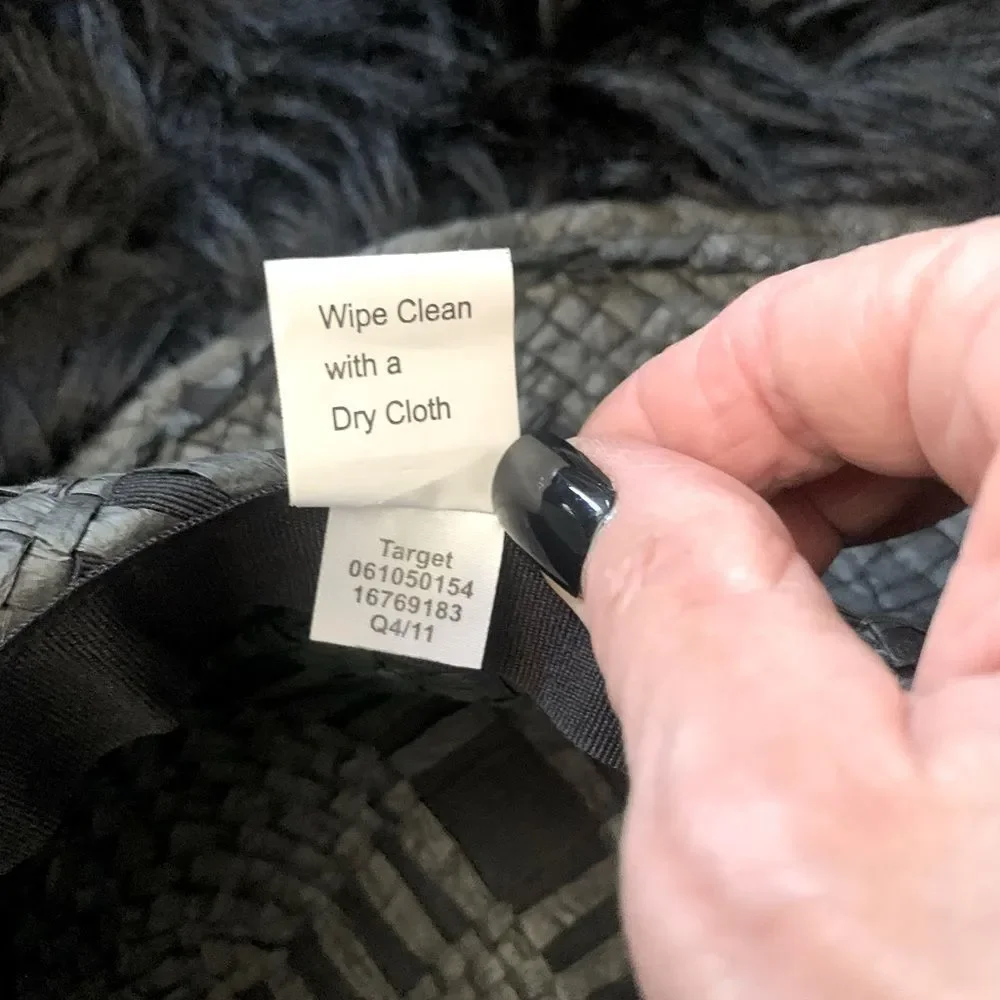 Wipe Clean
with a
Dry Cloth
Target
061050154
16769183
Q4/11